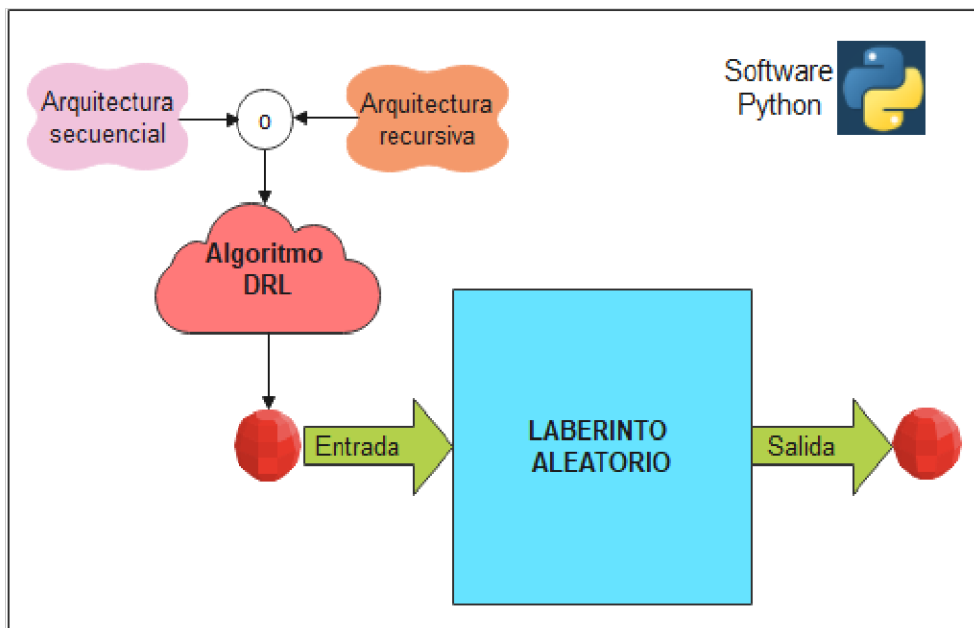 Arquitectura
secuencial
o
Arquitectura
recursiva
Software
Python
Algoritmo
DRL
Entrada
LABERINTO
ALEATORIO
Salida